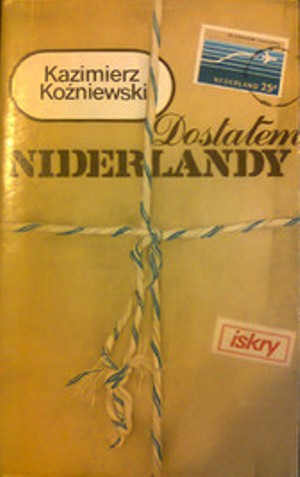 Kazimierz
Koźniewski
NEDERLAND 25c
Dostałem
NIDERLANDY
iskry